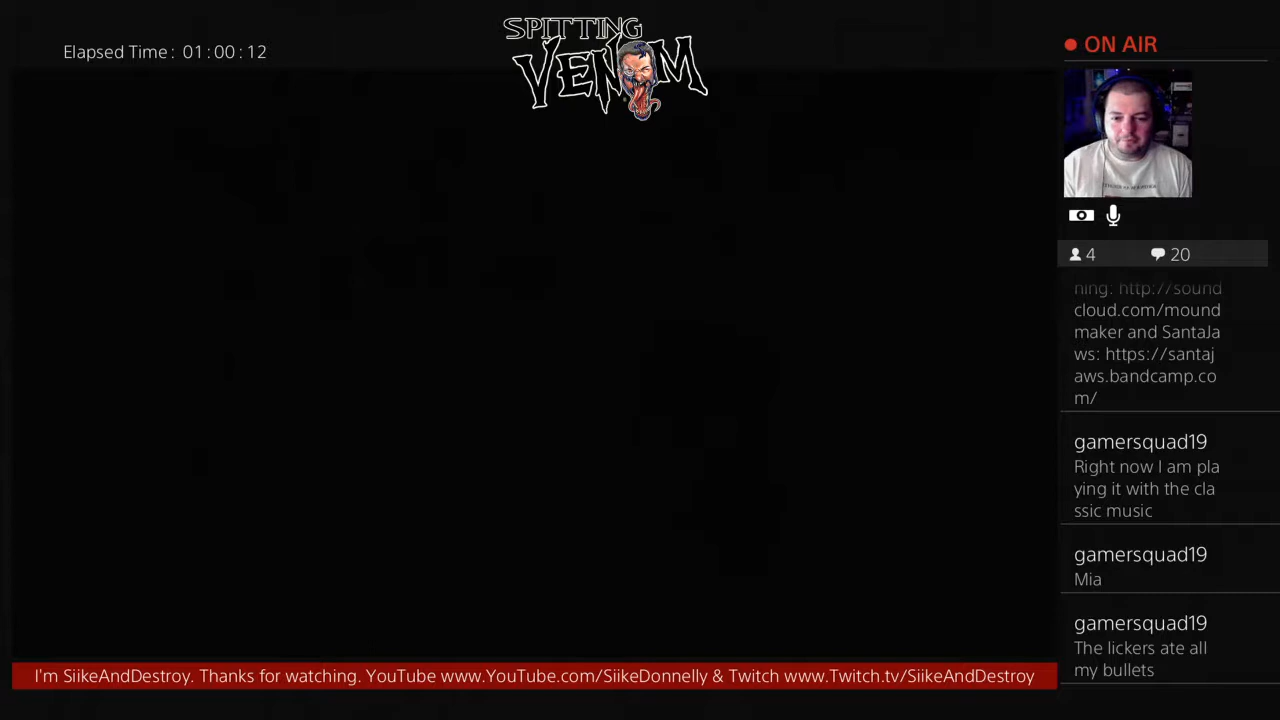 Elapsed Time: 01:00:12
SPITTING
VENOM
ON AIR
4 20
ning: http://sound
cloud.com/mound
maker and SantaJa
ws: https://santaj
aws.bandcamp.co
m/
gamersquad19
Right now I am pla
ying it with the cla
ssic music
gamersquad19
Mia
gamersquad19
The lickers ate all
my bullets
I'm SiikeAndDestroy. Thanks for watching. YouTube www.YouTube.com/SiikeDonnelly & Twitch www.Twitch.tv/SiikeAndDestroy